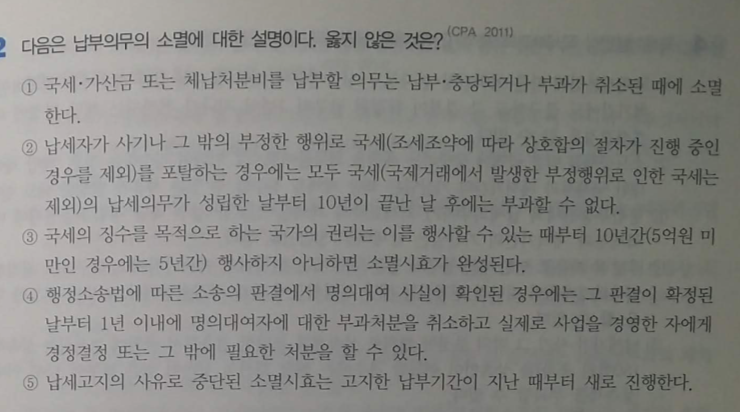 2 다음은 납부의무의 소멸에 대한 설명이다. 옳지 않은 것은?(CPA 2011)
① 국세·가산금 또는 체납처분비를 납부할 의무는 납부·충당되거나 부과가 취소된 때에 소멸
한다.
② 납세자가 사기나 그 밖의 부정한 행위로 국세(조세조약에 따라 상호합의 절차가 진행 중인
경우를 제외)를 포탈하는 경우에는 모두 국세(국제거래에서 발생한 부정행위로 인한 국세는
제외)의 납세의무가 성립한 날부터 10년이 끝난 날 후에는 부과할 수 없다.
③ 국세의 징수를 목적으로 하는 국가의 권리는 이를 행사할 수 있는 때부터 10년간(5억원 미
만인 경우에는 5년간) 행사하지 아니하면 소멸시효가 완성된다.
④ 행정소송법에 따른 소송의 판결에서 명의대여 사실이 확인된 경우에는 그 판결이 확정된
날부터 1년 이내에 명의대여자에 대한 부과처분을 취소하고 실제로 사업을 경영한 자에게
경정결정 또는 그 밖에 필요한 처분을 할 수 있다.
⑤ 납세고지의 사유로 중단된 소멸시효는 고지한 납부기간이 지난 때부터 새로 진행한다.